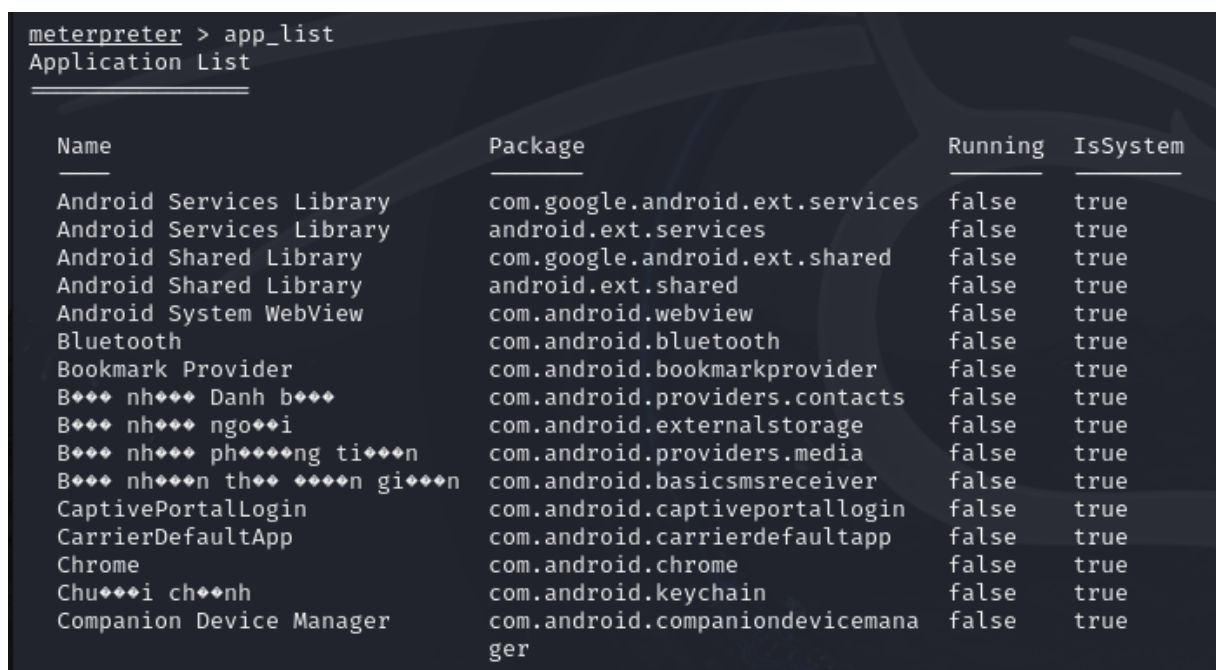 meterpreter > app_list
Application List
Name Package Running IsSystem
Android Services Library com.google.android.ext.services false true
Android Services Library android.ext.services false true
Android Shared Library com.google.android.ext.shared false true
Android Shared Library android.ext.shared false true
Android System WebView com.android.webview false true
Bluetooth com.android.bluetooth false true
Bookmark Provider com.android.bookmarkprovider false true
B��� nh��� Danh b��� com.android.providers.contacts false true
B��� nh��� ngo��i com.android.externalstorage false true
B��� nh��� ph����ng ti���n com.android.providers.media false true
B��� nh���n th�� ����n gi���n com.android.basicsmsreceiver false true
CaptivePortalLogin com.android.captiveportallogin false true
CarrierDefaultApp com.android.carrierdefaultapp false true
Chrome com.android.chrome false true
Chu���i ch��nh com.android.keychain false true
Companion Device Manager com.android.companiondevicemana false true
ger